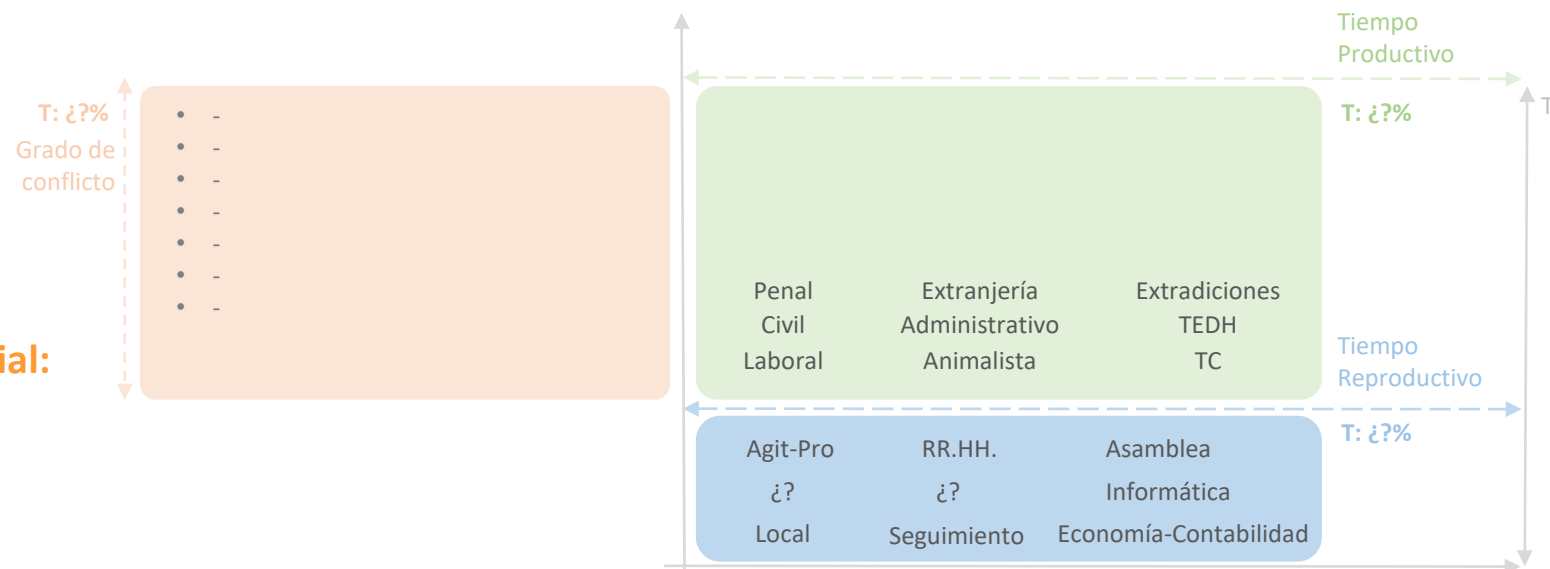 Tiempo
Productivo
T: ¿?%
Grado de
conflicto
• -
• -
• -
• -
• -
• -
• -
ial:
T: ¿?%
T
Penal Extranjería Extradiciones
Civil Administrativo TEDH
Laboral Animalista TC
Tiempo
Reproductivo
T: ¿?%
Agit-Pro RR.HH. Asamblea
¿? ¿? Informática
Local Seguimiento Economía-Contabilidad